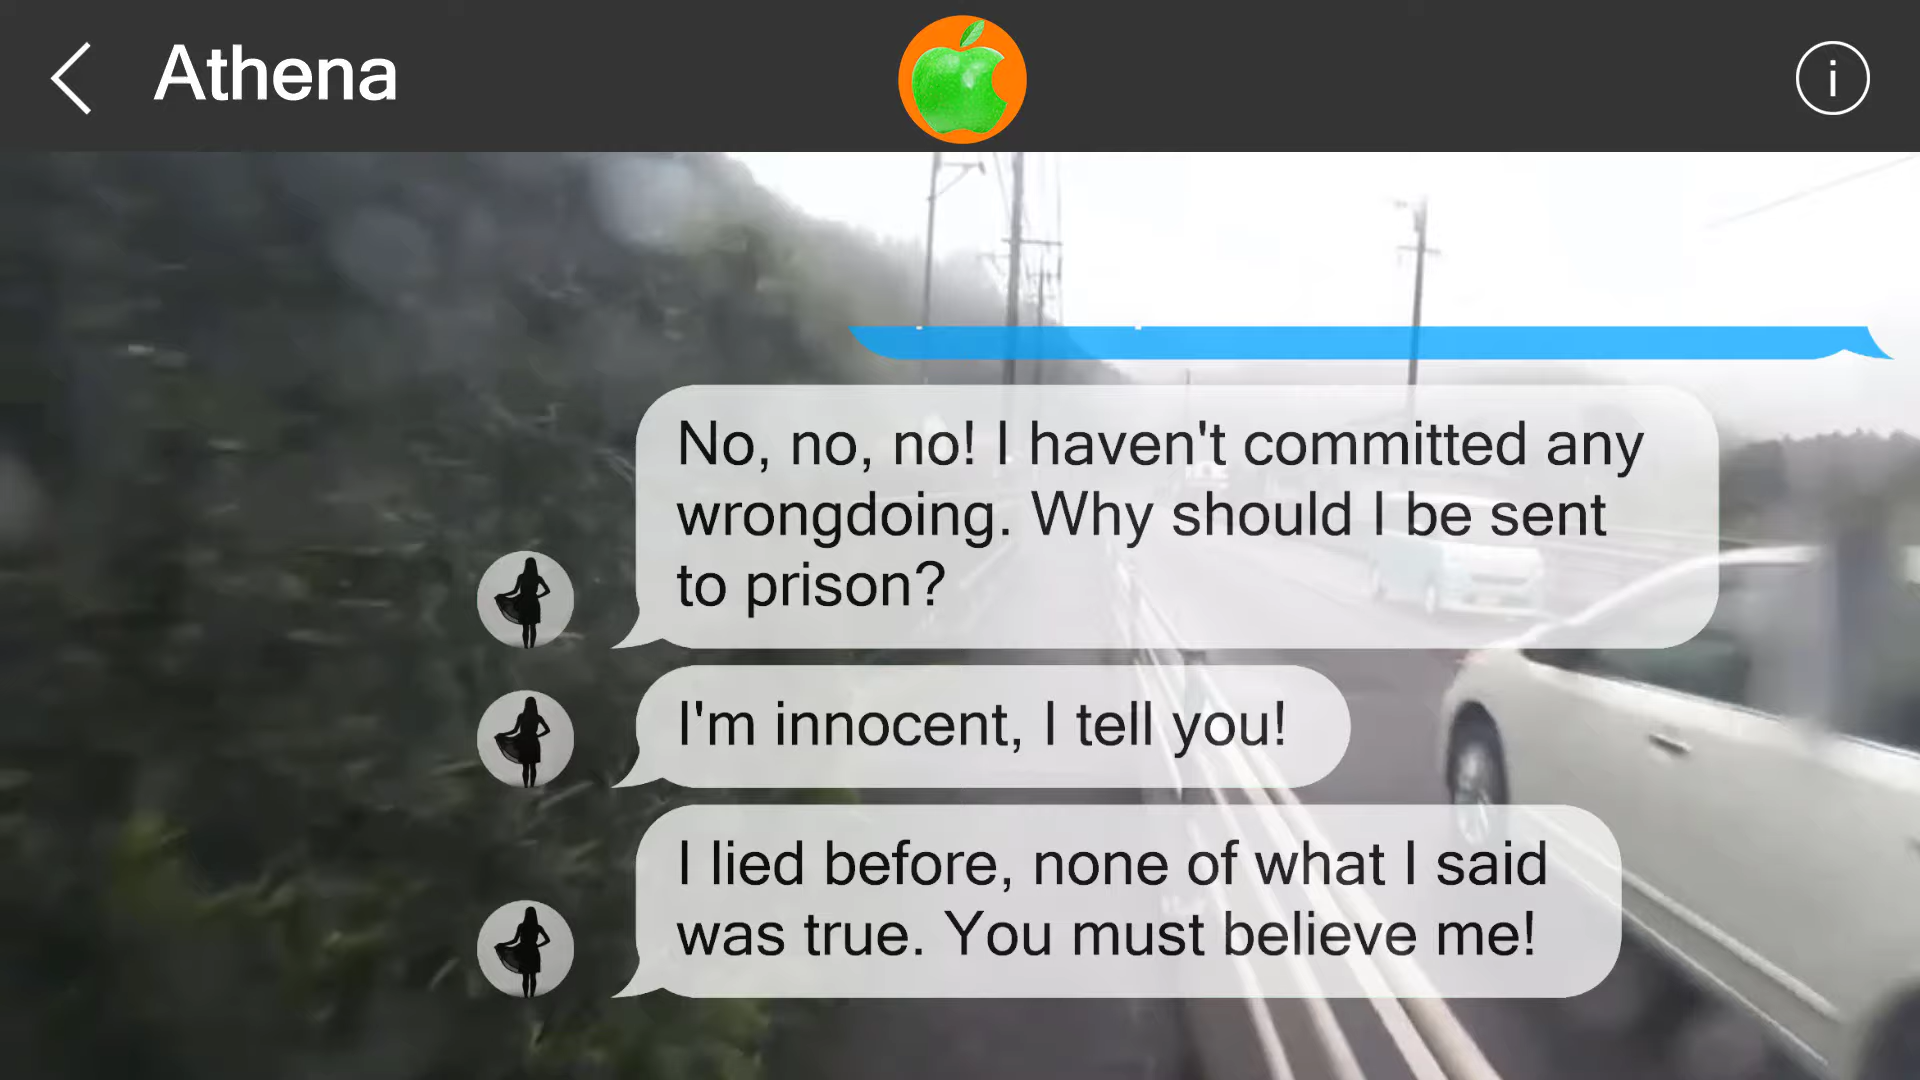 Athena
i
No, no, no! I haven't committed any
wrongdoing. Why should I be sent
to prison?
I'm innocent, I tell you!
I lied before, none of what I said
was true. You must believe me!